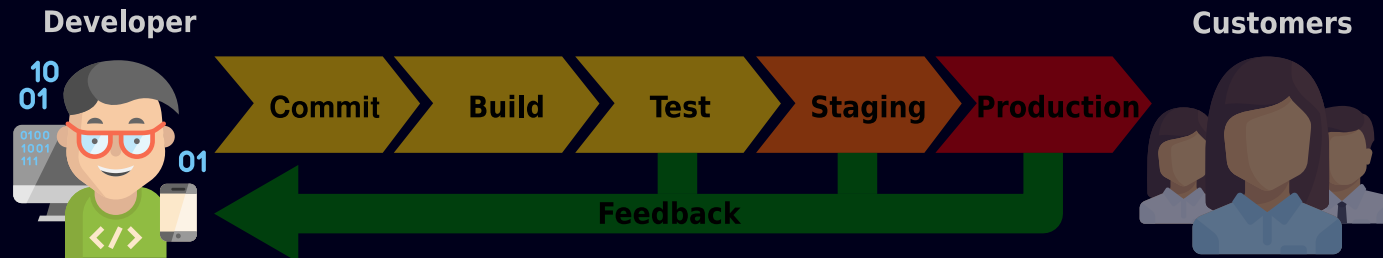 Developer
Customers
10
01
0100
1001
111
01
Commit
Build
Test
Staging
Production
Feedback
</>